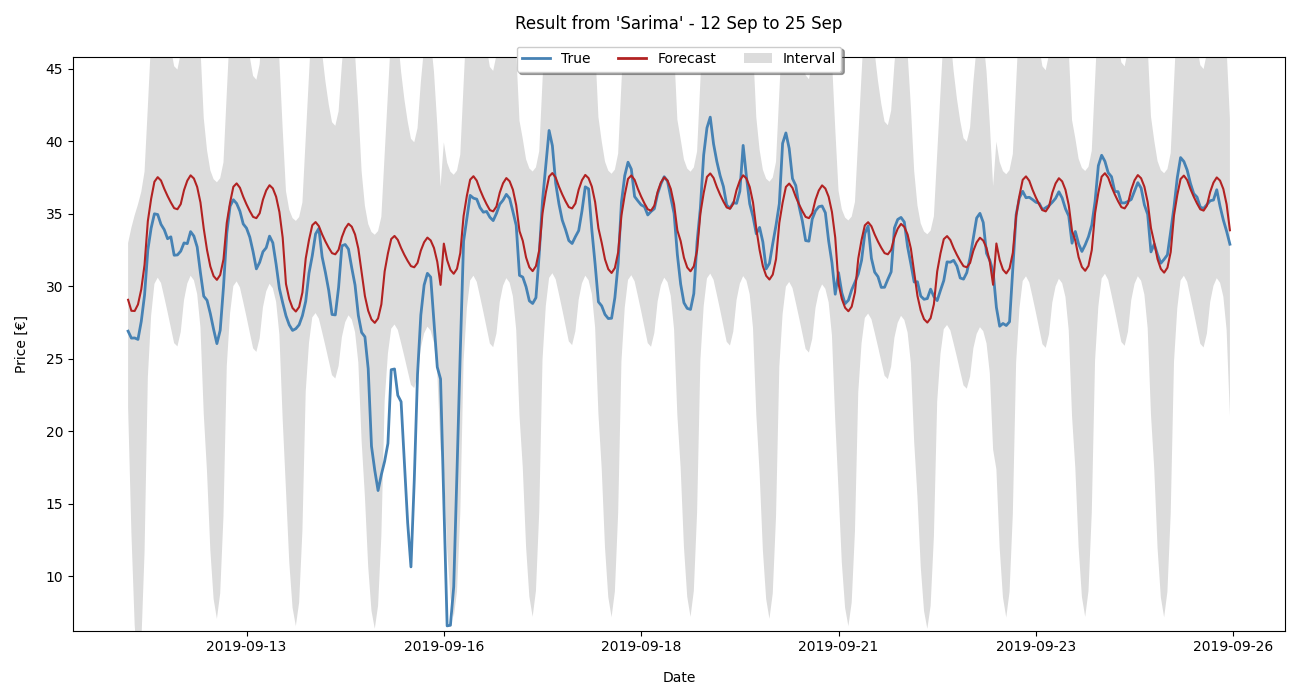 Result from 'Sarima' - 12 Sep to 25 Sep
True Forecast Interval
45
40
35
30
25
20
15
10
Price [€]
2019-09-13 2019-09-16 2019-09-18 2019-09-21 2019-09-23 2019-09-26
Date